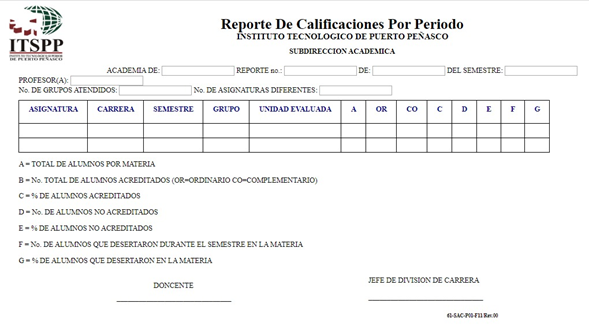 Reporte De Calificaciones Por Periodo
INSTITUTO TECNOLOGICO DE PUERTO PEÑASCO
SUBDIRECCION ACADEMICA
ITSPP
INSTITUTO TECNOLOGICO SUPERIOR
DE PUERTO PEÑASCO
ACADEMIA DE: REPORTE no.: DE: DEL SEMESTRE:
PROFESOR(A):
No. DE GRUPOS ATENDIDOS: No. DE ASIGNATURAS DIFERENTES:
ASIGNATURA CARRERA SEMESTRE GRUPO UNIDAD EVALUADA A OR CO C D E F G
A = TOTAL DE ALUMNOS POR MATERIA
B = No. TOTAL DE ALUMNOS ACREDITADOS (OR=ORDINARIO CO=COMPLEMENTARIO)
C = % DE ALUMNOS ACREDITADOS
D = No. DE ALUMNOS NO ACREDITADOS
E = % DE ALUMNOS NO ACREDITADOS
F = No. DE ALUMNOS QUE DESERTARON DURANTE EL SEMESTRE EN LA MATERIA
G = % DE ALUMNOS QUE DESERTARON EN LA MATERIA
DONCENTE
JEFE DE DIVISION DE CARRERA
61-SAC-P01-F11/Rev.00